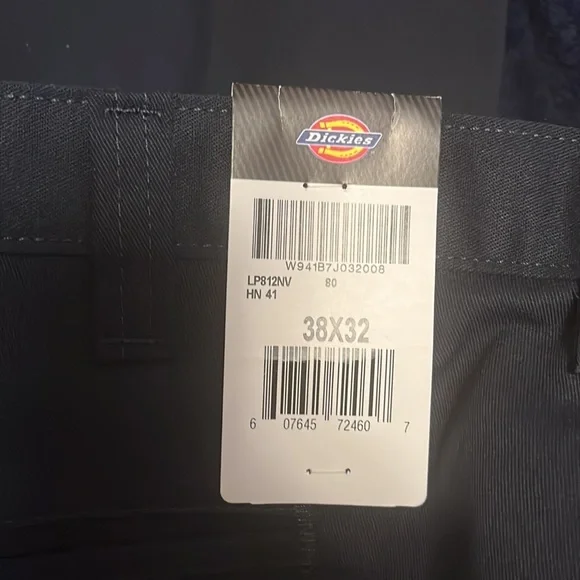 Dickies
W941B7J032008
LP812NV 80
HN 41
38X32
6 07645 72460 7